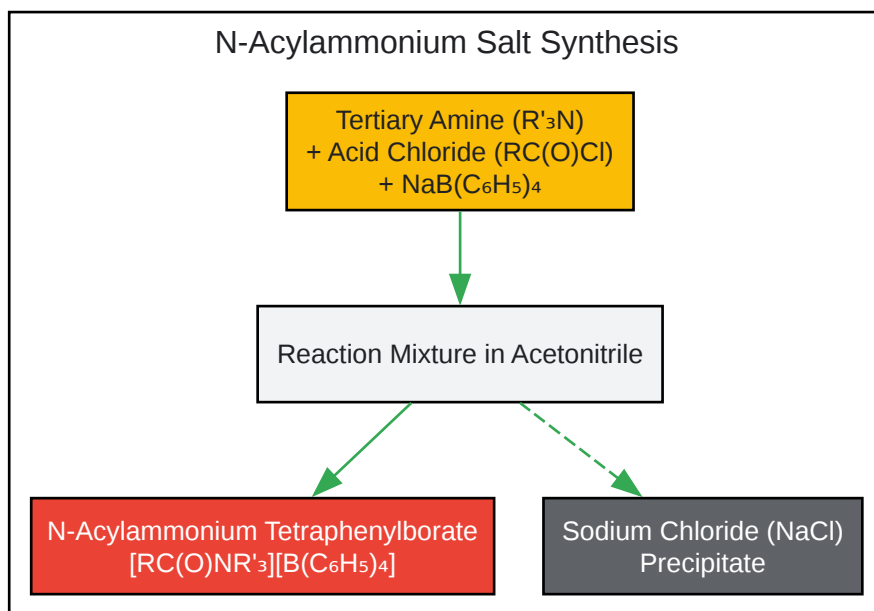 N-Acylammonium Salt Synthesis
Tertiary Amine (R'₃N)
+ Acid Chloride (RC(O)Cl)
+ NaB(C₆H₅)₄
Reaction Mixture in Acetonitrile
N-Acylammonium Tetraphenylborate
[RC(O)NR'₃][B(C₆H₅)₄]
Sodium Chloride (NaCl)
Precipitate